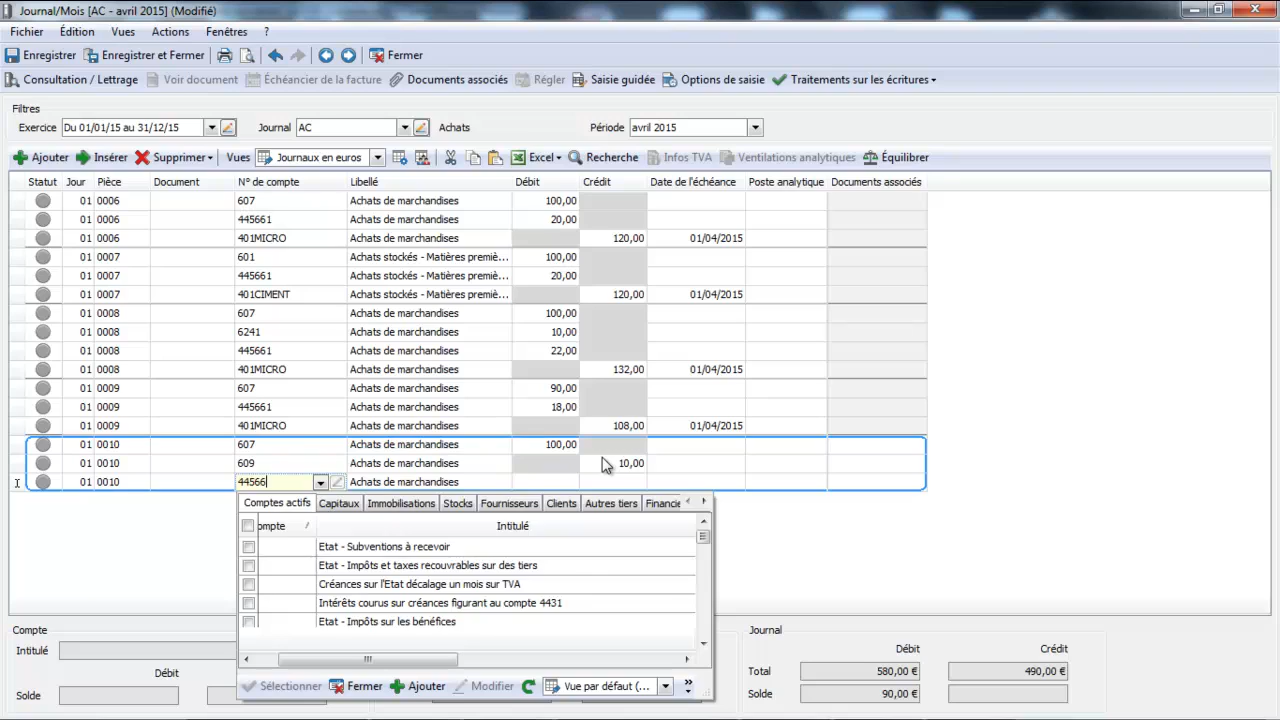 Journal/Mois [AC - avril 2015] (Modifié)
Fichier Édition Vues Actions Fenêtres ?
Enregistrer Enregistrer et Fermer Fermer
Consultation / Lettrage Voir document Échéancier de la facture Documents associés Régler Saisie guidée Options de saisie Traitements sur les écritures
Filtres
Exercice Du 01/01/15 au 31/12/15 Journal AC Achats Période avril 2015
Ajouter Insérer Supprimer Vues Journaux en euros Excel Recherche Infos TVA Ventilations analytiques Équilibrer
Statut Jour Pièce Document N° de compte Libellé Débit Crédit Date de l'échéance Poste analytique Documents associés
01 0006 607 Achats de marchandises 100,00
01 0006 445661 Achats de marchandises 20,00
01 0006 401MICRO Achats de marchandises 120,00 01/04/2015
01 0007 601 Achats stockés - Matières premiè... 100,00
01 0007 445661 Achats stockés - Matières premiè... 20,00
01 0007 401CIMENT Achats stockés - Matières premiè... 120,00 01/04/2015
01 0008 607 Achats de marchandises 100,00
01 0008 6241 Achats de marchandises 10,00
01 0008 445661 Achats de marchandises 22,00
01 0008 401MICRO Achats de marchandises 132,00 01/04/2015
01 0009 607 Achats de marchandises 90,00
01 0009 445661 Achats de marchandises 18,00
01 0009 401MICRO Achats de marchandises 108,00 01/04/2015
01 0010 607 Achats de marchandises 100,00
01 0010 609 Achats de marchandises 10,00
01 0010 44566 Achats de marchandises
Comptes actifs Capitaux Immobilisations Stocks Fournisseurs Clients Autres tiers Financie
ompte Intitulé
Etat - Subventions à recevoir
Etat - Impôts et taxes recouvrables sur des tiers
Créances sur l'Etat décalage un mois sur TVA
Intérêts courus sur créances figurant au compte 4431
Etat - Impôts sur les bénéfices
Sélectionner Fermer Ajouter Modifier Vue par défaut (...
Compte
Intitulé
Débit
Solde
Journal
Débit Crédit
Total 580,00 € 490,00 €
Solde 90,00 €